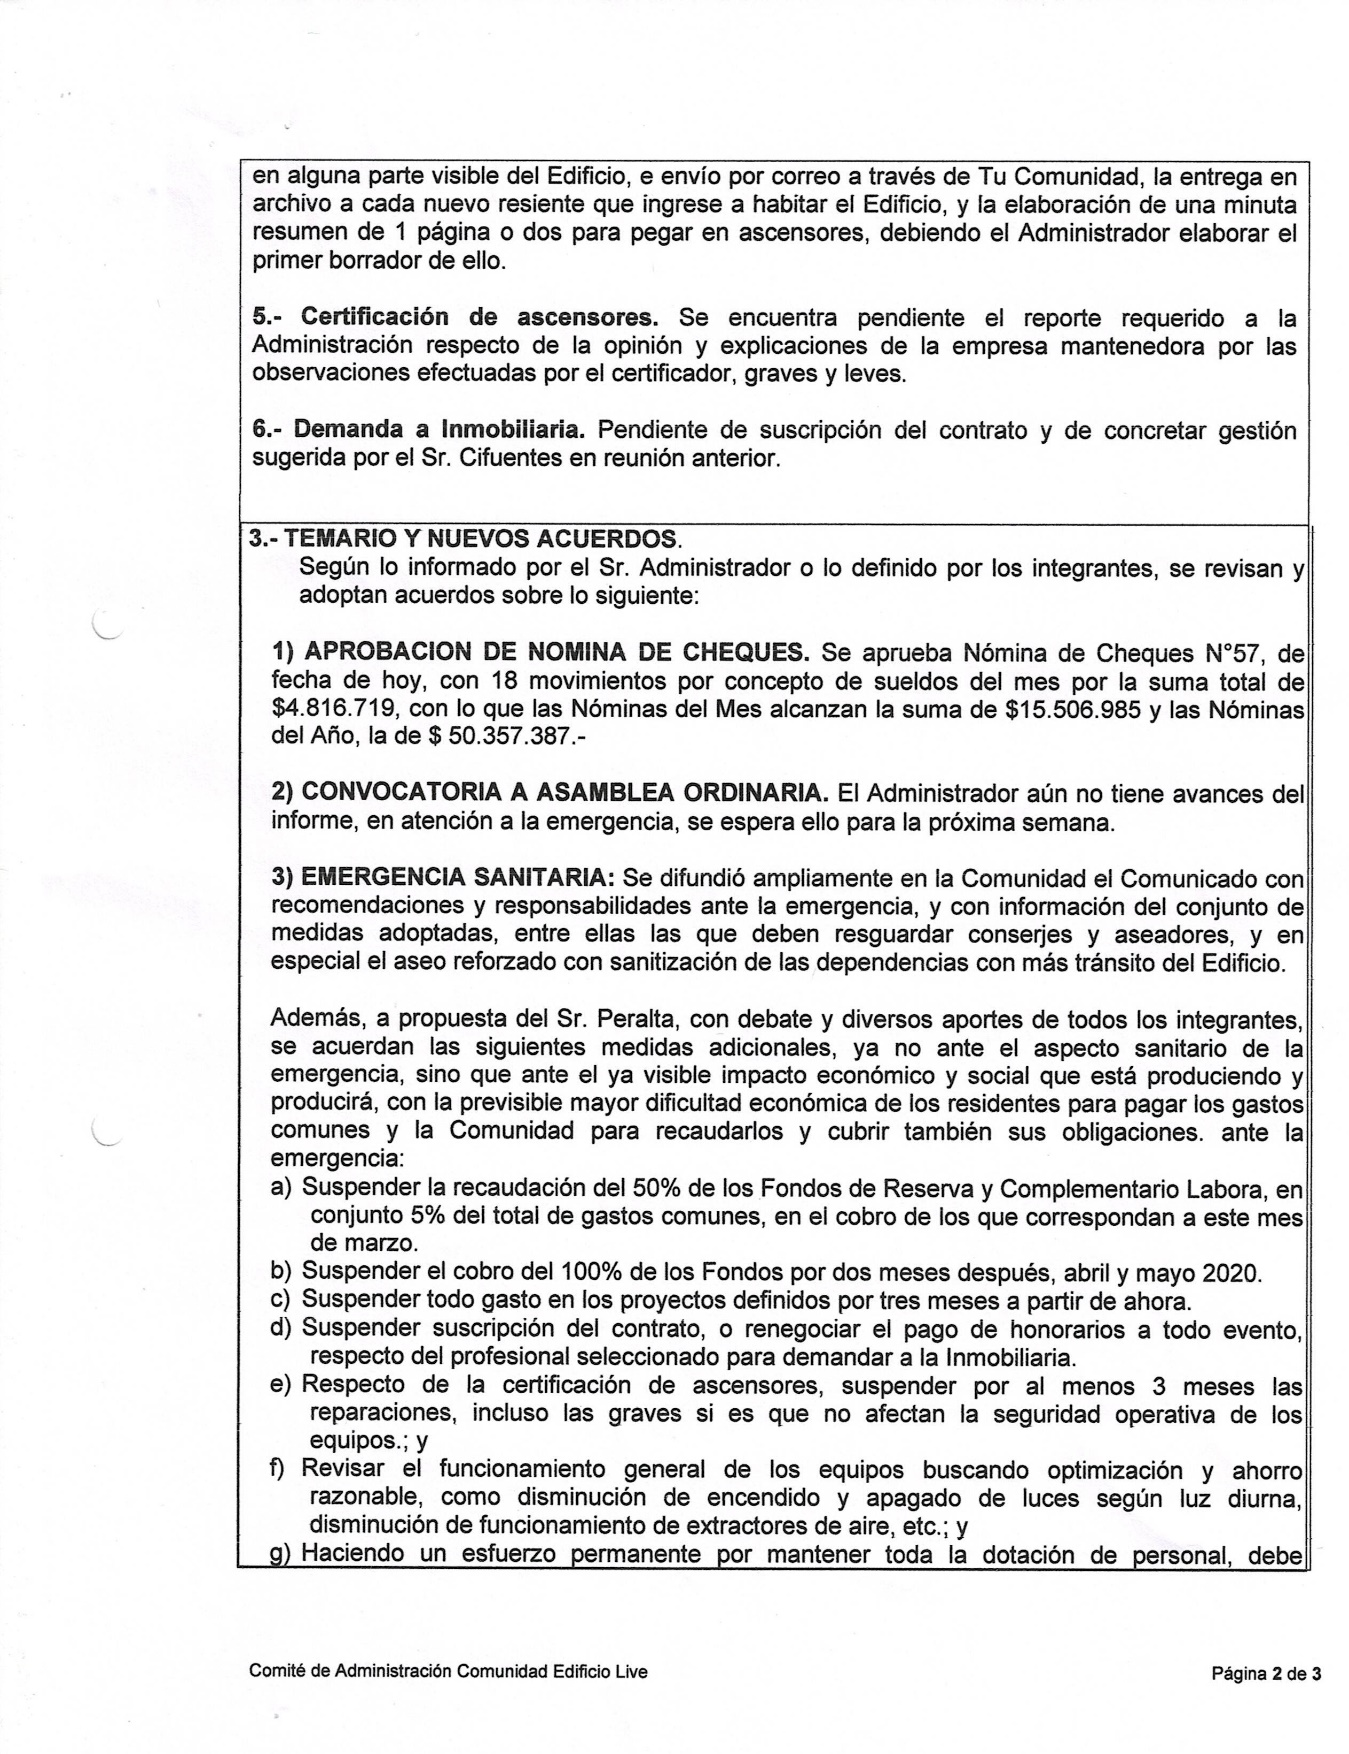 en alguna parte visible del Edificio, e envío por correo a través de Tu Comunidad, la entrega en
archivo a cada nuevo resiente que ingrese a habitar el Edificio, y la elaboración de una minuta
resumen de 1 página o dos para pegar en ascensores, debiendo el Administrador elaborar el
primer borrador de ello.
5.- Certificación de ascensores. Se encuentra pendiente el reporte requerido a la
Administración respecto de la opinión y explicaciones de la empresa mantenedora por las
observaciones efectuadas por el certificador, graves y leves.
6.- Demanda a Inmobiliaria. Pendiente de suscripción del contrato y de concretar gestión
sugerida por el Sr. Cifuentes en reunión anterior.
3.- TEMARIO Y NUEVOS ACUERDOS.
Según lo informado por el Sr. Administrador o lo definido por los integrantes, se revisan y
adoptan acuerdos sobre lo siguiente:
1) APROBACION DE NOMINA DE CHEQUES. Se aprueba Nómina de Cheques N°57, de
fecha de hoy, con 18 movimientos por concepto de sueldos del mes por la suma total de
$4.816.719, con lo que las Nóminas del Mes alcanzan la suma de $15.506.985 y las Nóminas
del Año, la de $ 50.357.387.-
2) CONVOCATORIA A ASAMBLEA ORDINARIA. El Administrador aún no tiene avances del
informe, en atención a la emergencia, se espera ello para la próxima semana.
3) EMERGENCIA SANITARIA: Se difundió ampliamente en la Comunidad el Comunicado con
recomendaciones y responsabilidades ante la emergencia, y con información del conjunto de
medidas adoptadas, entre ellas las que deben resguardar conserjes y aseadores, y en
especial el aseo reforzado con sanitización de las dependencias con más tránsito del Edificio.
Además, a propuesta del Sr. Peralta, con debate y diversos aportes de todos los integrantes,
se acuerdan las siguientes medidas adicionales, ya no ante el aspecto sanitario de la
emergencia, sino que ante el ya visible impacto económico y social que está produciendo y
producirá, con la previsible mayor dificultad económica de los residentes para pagar los gastos
comunes y la Comunidad para recaudarlos y cubrir también sus obligaciones. ante la
emergencia:
a) Suspender la recaudación del 50% de los Fondos de Reserva y Complementario Labora, en
conjunto 5% del total de gastos comunes, en el cobro de los que correspondan a este mes
de marzo.
b) Suspender el cobro del 100% de los Fondos por dos meses después, abril y mayo 2020.
c) Suspender todo gasto en los proyectos definidos por tres meses a partir de ahora.
d) Suspender suscripción del contrato, o renegociar el pago de honorarios a todo evento,
respecto del profesional seleccionado para demandar a la Inmobiliaria.
e) Respecto de la certificación de ascensores, suspender por al menos 3 meses las
reparaciones, incluso las graves si es que no afectan la seguridad operativa de los
equipos.; y
f) Revisar el funcionamiento general de los equipos buscando optimización y ahorro
razonable, como disminución de encendido y apagado de luces según luz diurna,
disminución de funcionamiento de extractores de aire, etc.; y
g) Haciendo un esfuerzo permanente por mantener toda la dotación de personal, debe
Comité de Administración Comunidad Edificio Live
Página 2 de 3